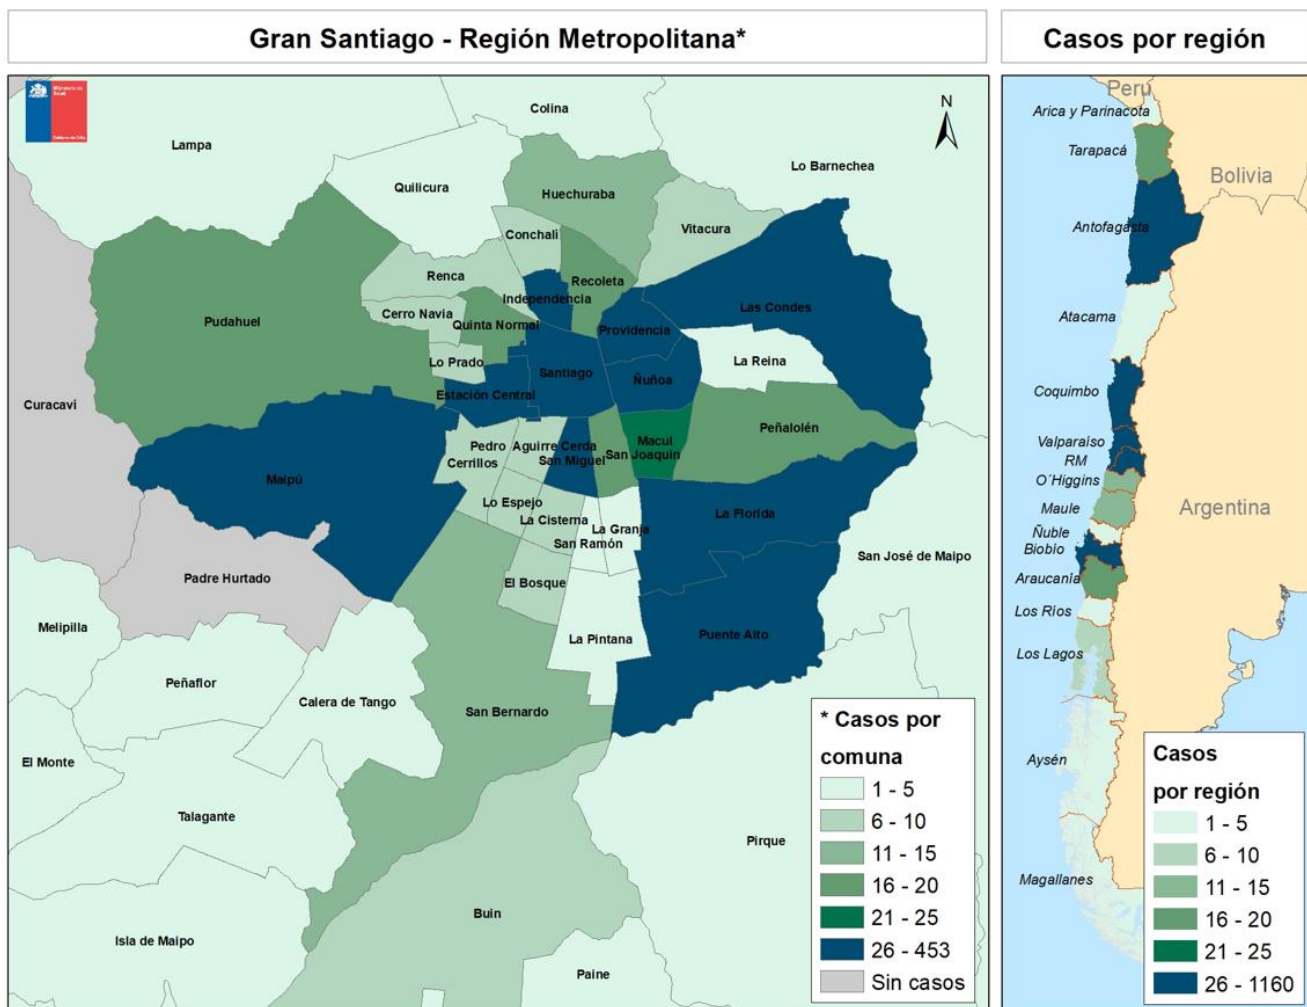 Gran Santiago - Región Metropolitana*
Casos por región
Ministerio de
Salud
Gobierno de Chile
N
Colina
Lampa
Lo Barnechea
Quilicura
Huechuraba
Vitacura
Conchalí
Renca
Recoleta
Independencia
Las Condes
Cerro Navia
Pudahuel
Quinta Normal
Providencia
Lo Prado
La Reina
Santiago
Ñuñoa
Estación Central
Curacaví
Peñalolén
Macul
San Joaquín
Pedro Aguirre Cerda
Cerrillos
San Miguel
Maipú
Lo Espejo
La Cisterna
La Florida
La Granja
San Ramón
San José de Maipo
Padre Hurtado
El Bosque
Melipilla
La Pintana
Puente Alto
Peñaflor
Calera de Tango
San Bernardo
El Monte
Talagante
Pirque
Buin
Isla de Maipo
Paine
* Casos por
comuna
1 - 5
6 - 10
11 - 15
16 - 20
21 - 25
26 - 453
Sin casos
Perú
Arica y Parinacota
Tarapacá
Bolivia
Antofagasta
Atacama
Coquimbo
Valparaíso
RM
O´Higgins
Maule
Argentina
Ñuble
Biobío
Araucanía
Los Ríos
Los Lagos
Aysén
Magallanes
Casos
por región
1 - 5
6 - 10
11 - 15
16 - 20
21 - 25
26 - 1160